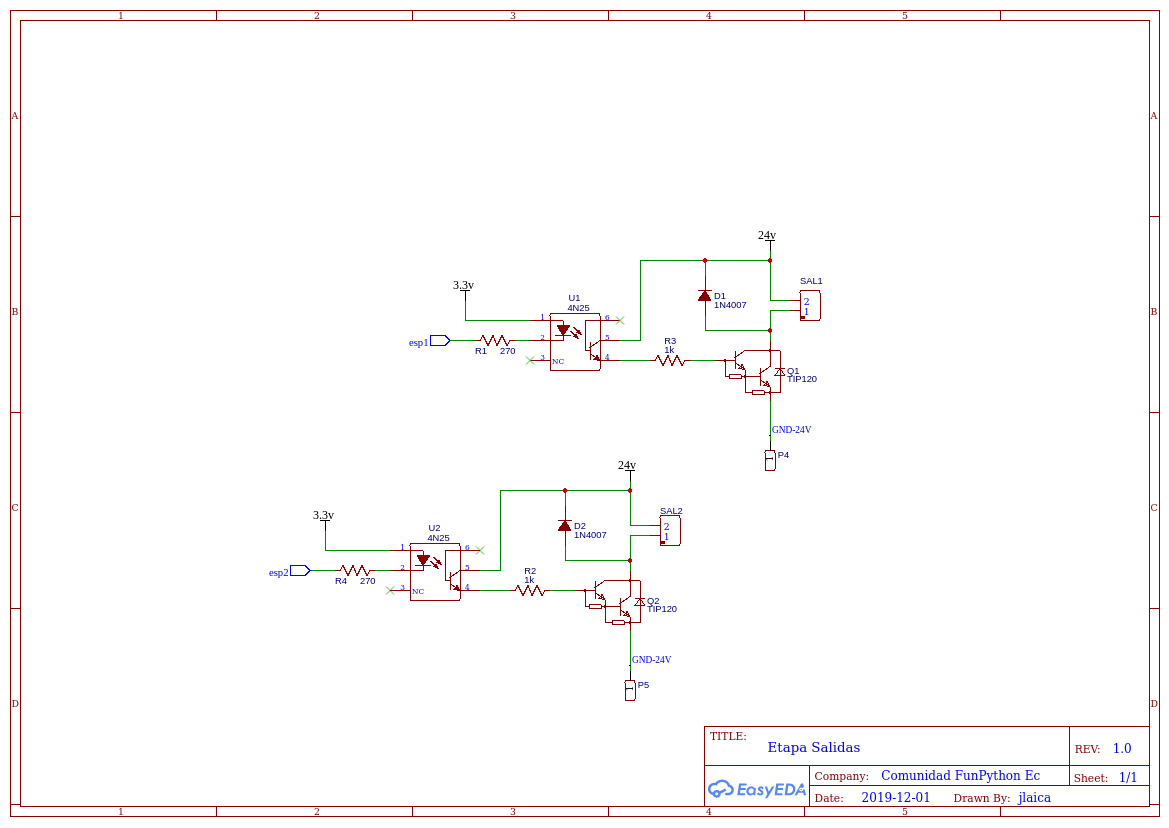 1 2 3 4 5
A A
24v
SAL1
3.3v
U1
4N25
D1
1N4007
2
1
esp1
R1 270
1
2
3
NC
6
5
4
R3
1k
Q1
TIP120
B B
GND-24V
1
P4
24v
SAL2
3.3v
U2
4N25
D2
1N4007
2
1
esp2
R4 270
1
2
3
NC
6
5
4
R2
1k
Q2
TIP120
C C
GND-24V
1
P5
D D
TITLE:
Etapa Salidas
REV: 1.0
EasyEDA
Company: Comunidad FunPython Ec
Sheet: 1/1
Date: 2019-12-01 Drawn By: jlaica
1 2 3 4 5